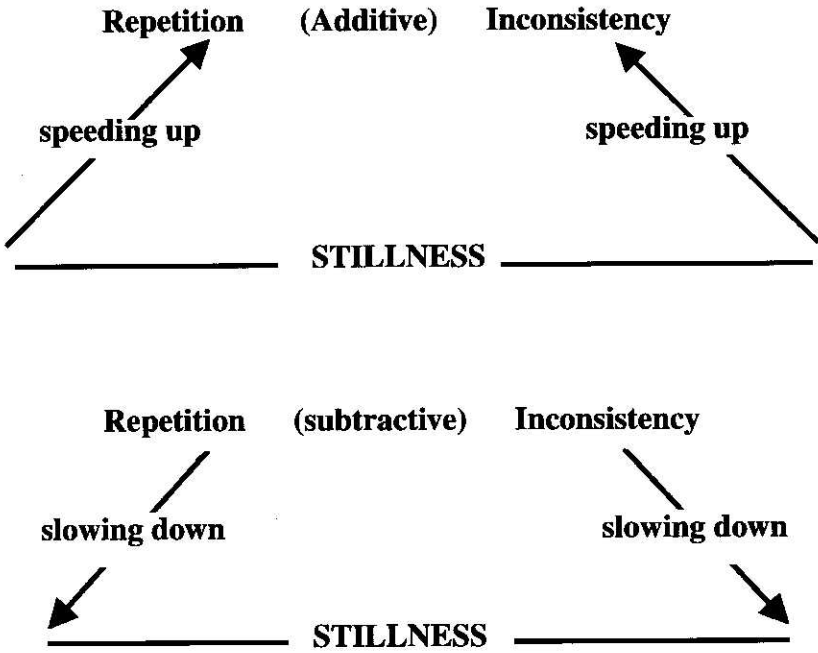 Repetition (Additive) Inconsistency
speeding up speeding up
STILLNESS
Repetition (subtractive) Inconsistency
slowing down slowing down
STILLNESS